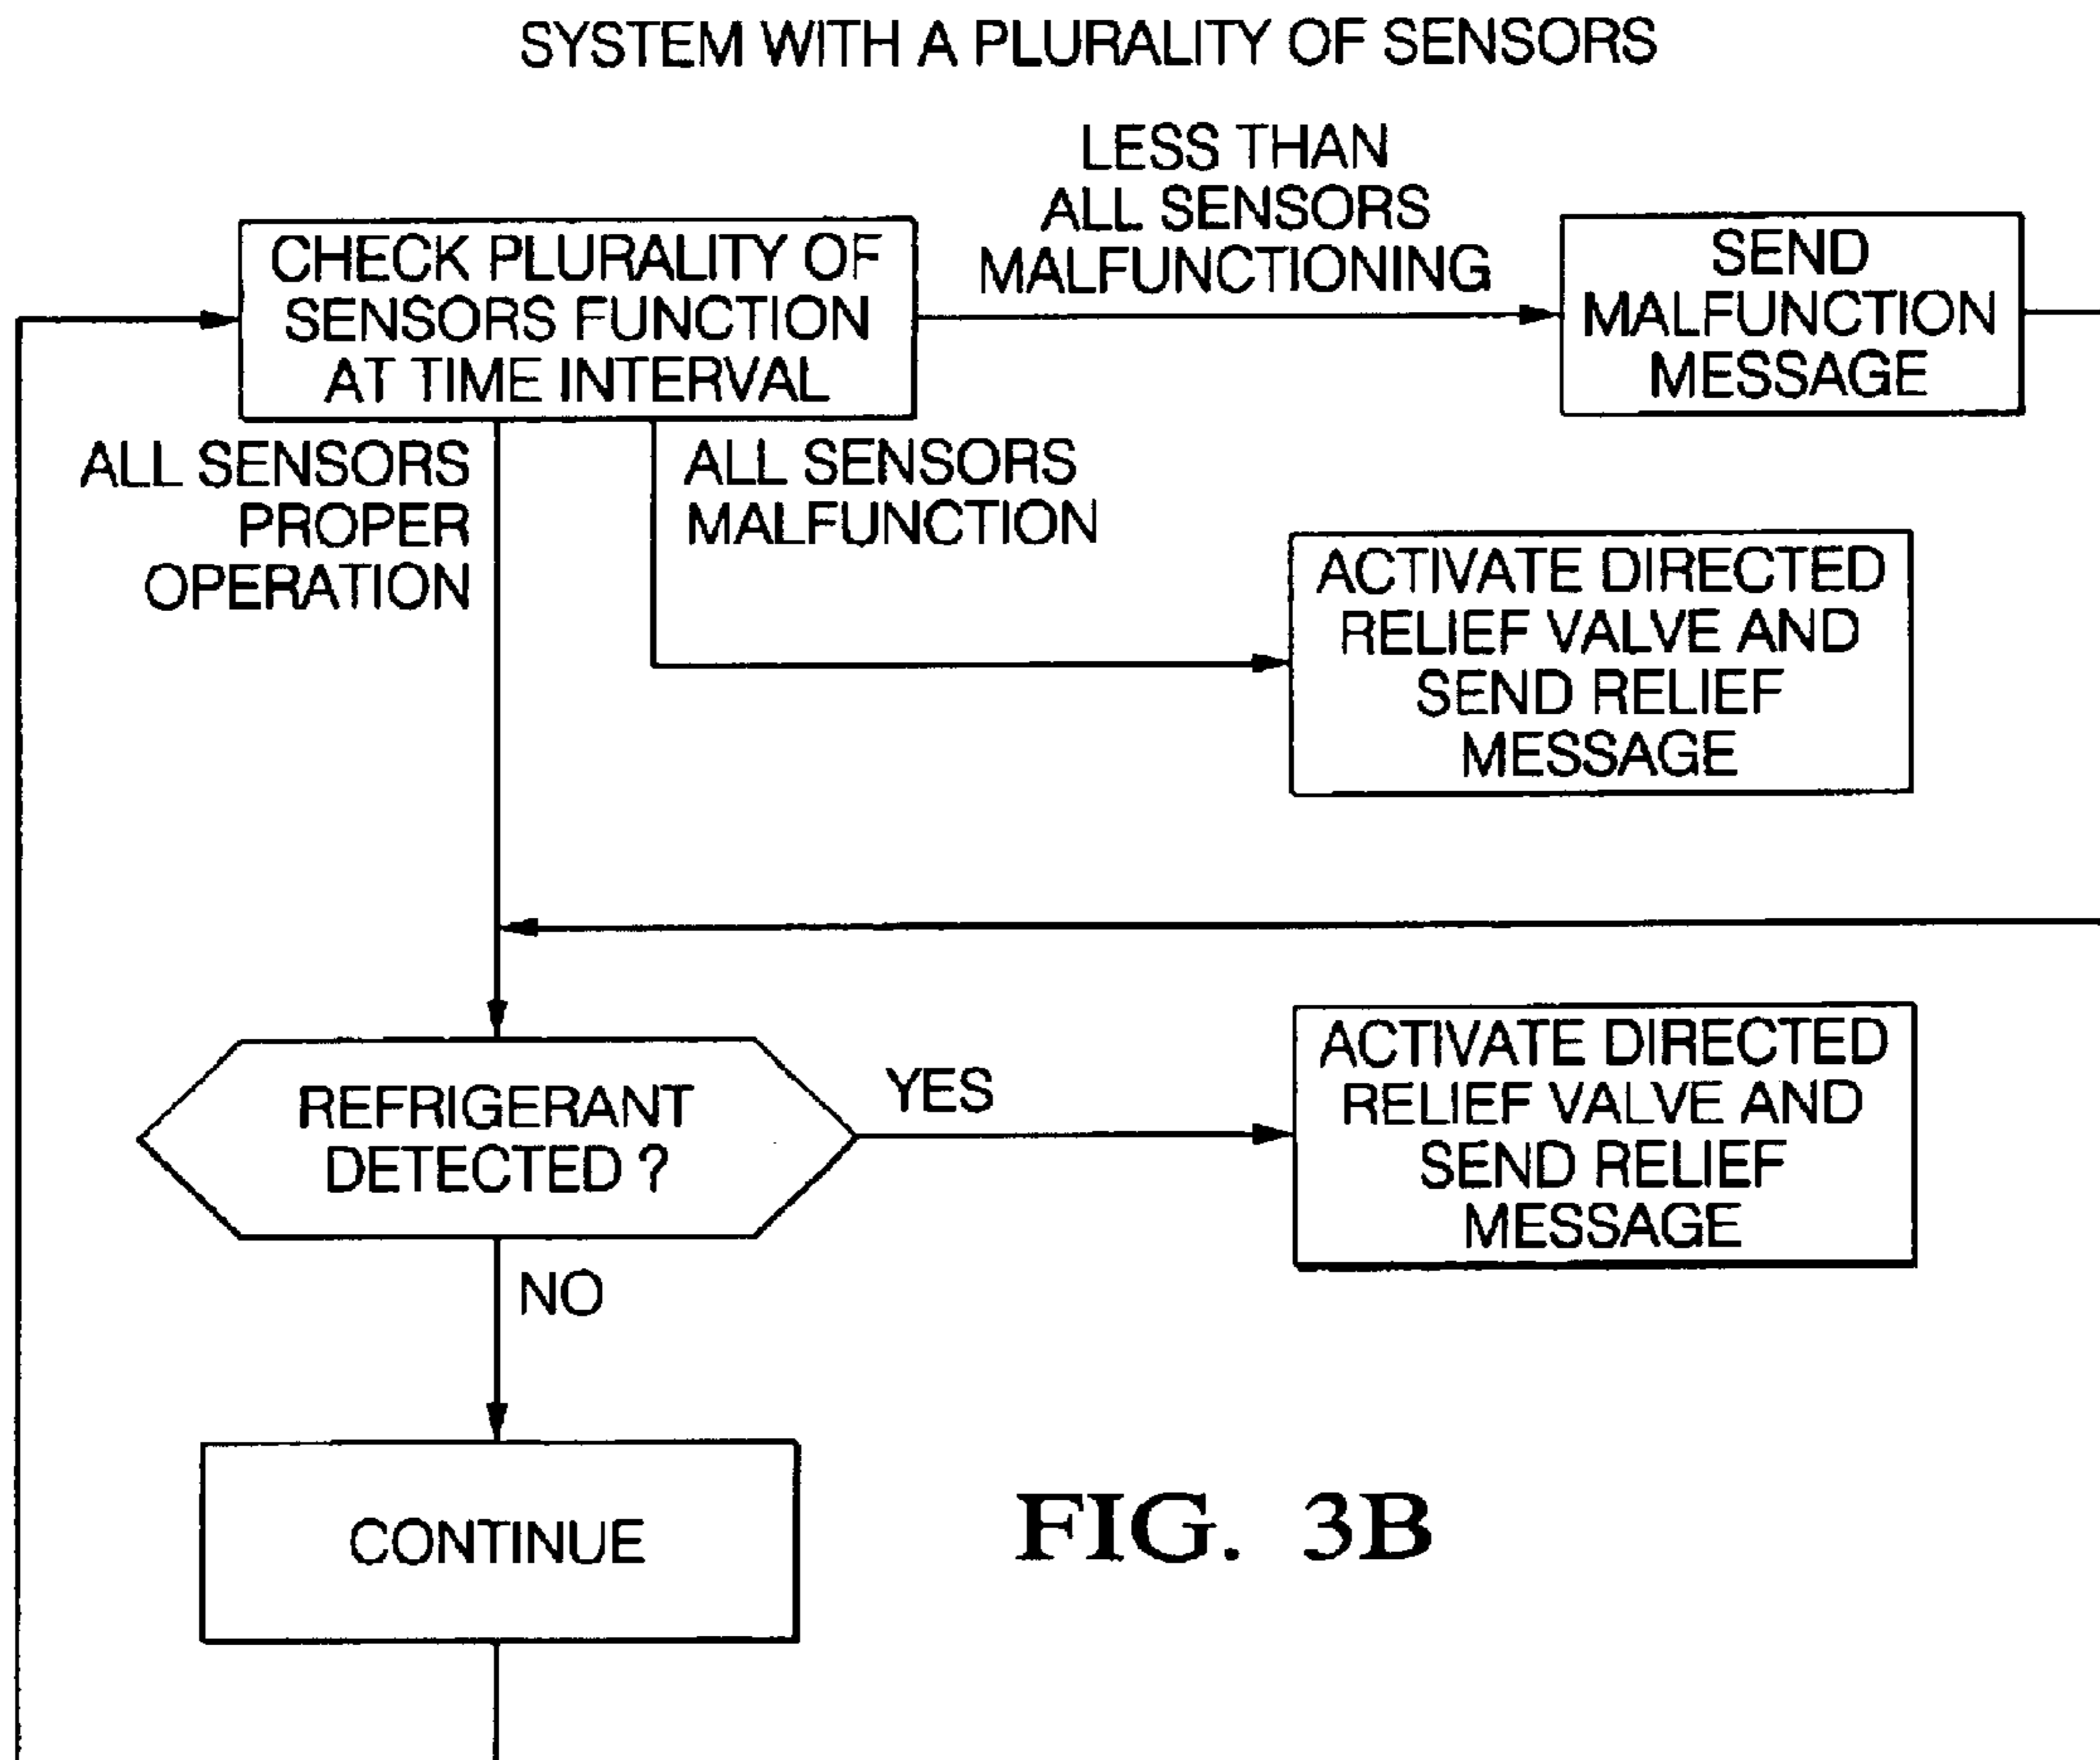 SYSTEM WITH A PLURALITY OF SENSORS
LESS THAN
ALL SENSORS
MALFUNCTIONING
CHECK PLURALITY OF
SENSORS FUNCTION
AT TIME INTERVAL
SEND
MALFUNCTION
MESSAGE
ALL SENSORS
PROPER
OPERATION
ALL SENSORS
MALFUNCTION
ACTIVATE DIRECTED
RELIEF VALVE AND
SEND RELIEF
MESSAGE
REFRIGERANT
DETECTED ?
YES
ACTIVATE DIRECTED
RELIEF VALVE AND
SEND RELIEF
MESSAGE
NO
CONTINUE
FIG. 3B